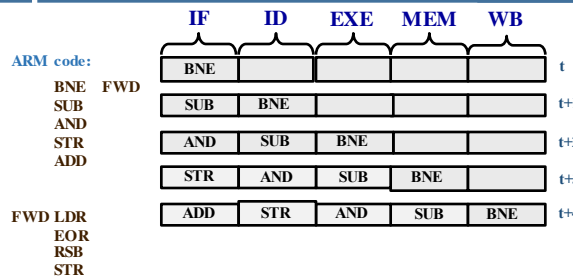 IF ID EXE MEM WB
ARM code:
BNE FWD
SUB
AND
STR
ADD
FWD LDR
EOR
RSB
STR
BNE t
SUB BNE t+
AND SUB BNE t+
STR AND SUB BNE t+
ADD STR AND SUB BNE t+